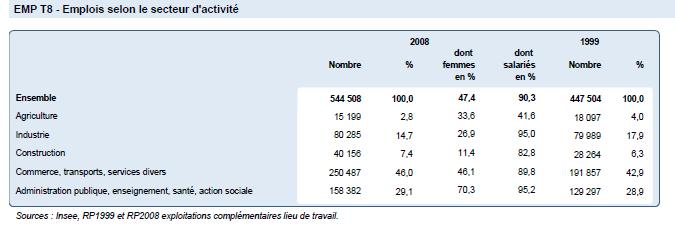 EMP T8 - Emplois selon le secteur d'activité
2008 1999
dont dont
Nombre % femmes salariés Nombre %
en % en %
Ensemble 544 508 100,0 47,4 90,3 447 504 100,0
Agriculture 15 199 2,8 33,6 41,6 18 097 4,0
Industrie 80 285 14,7 26,9 95,0 79 989 17,9
Construction 40 156 7,4 11,4 82,8 28 264 6,3
Commerce, transports, services divers 250 487 46,0 46,1 89,8 191 857 42,9
Administration publique, enseignement, santé, action sociale 158 382 29,1 70,3 95,2 129 297 28,9
Sources : Insee, RP1999 et RP2008 exploitations complémentaires lieu de travail.